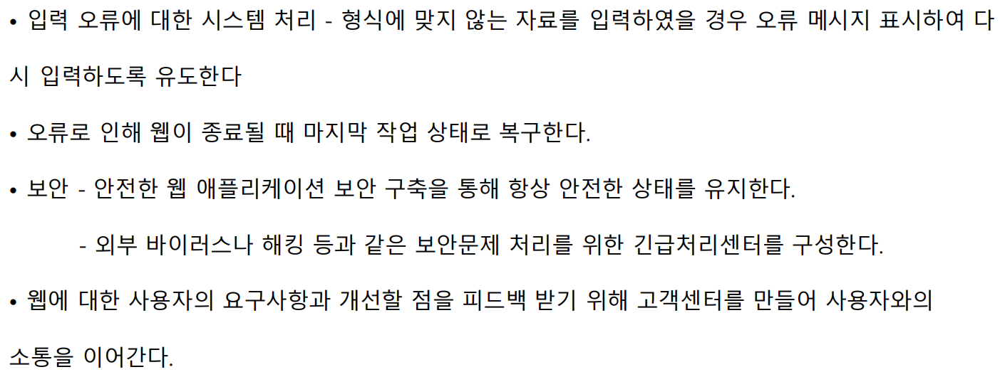 • 입력 오류에 대한 시스템 처리 - 형식에 맞지 않는 자료를 입력하였을 경우 오류 메시지 표시하여 다
시 입력하도록 유도한다
• 오류로 인해 웹이 종료될 때 마지막 작업 상태로 복구한다.
• 보안 - 안전한 웹 애플리케이션 보안 구축을 통해 항상 안전한 상태를 유지한다.
- 외부 바이러스나 해킹 등과 같은 보안문제 처리를 위한 긴급처리센터를 구성한다.
• 웹에 대한 사용자의 요구사항과 개선할 점을 피드백 받기 위해 고객센터를 만들어 사용자와의
소통을 이어간다.